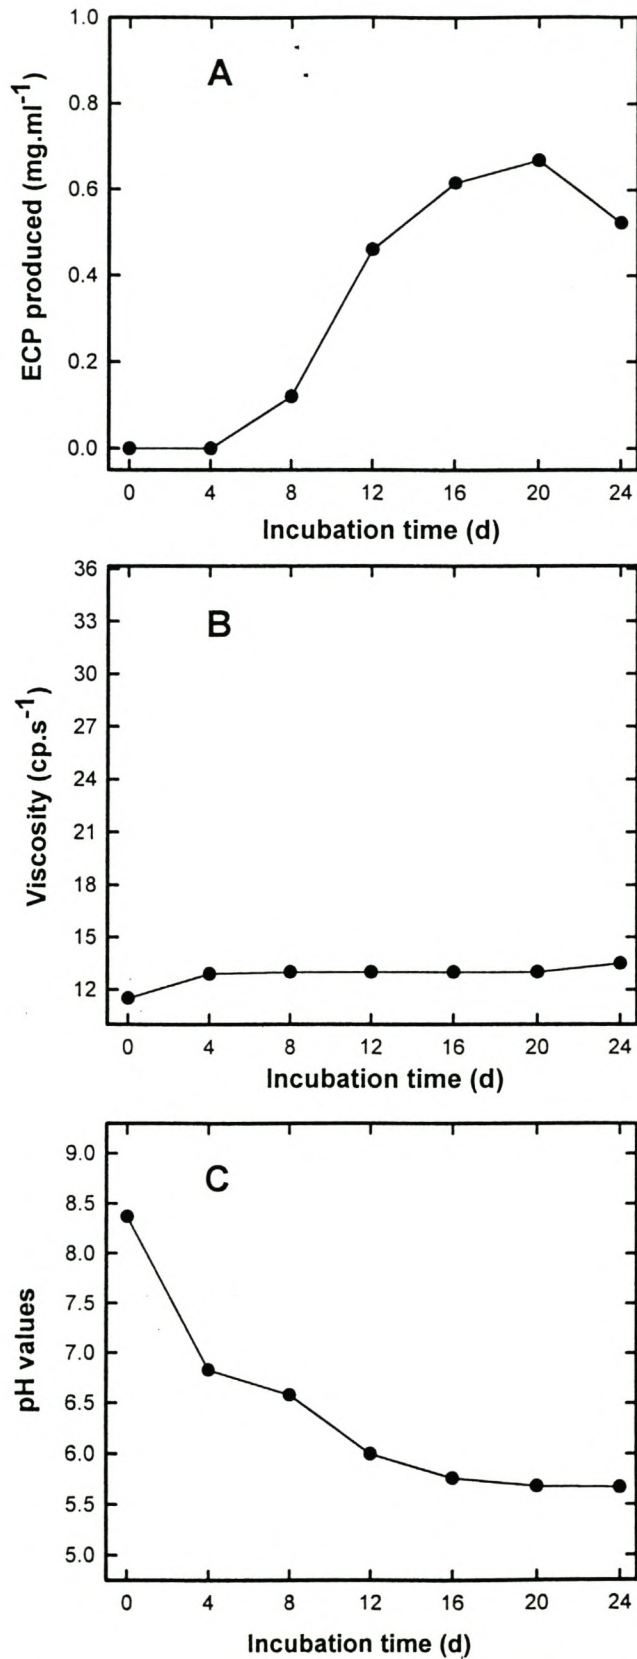 A
ECP produced (mg.ml⁻¹)
1.0
0.8
0.6
0.4
0.2
0.0
0 4 8 12 16 20 24
Incubation time (d)
B
Viscosity (cp.s⁻¹)
36
33
30
27
24
21
18
15
12
0 4 8 12 16 20 24
Incubation time (d)
C
pH values
9.0
8.5
8.0
7.5
7.0
6.5
6.0
5.5
5.0
0 4 8 12 16 20 24
Incubation time (d)